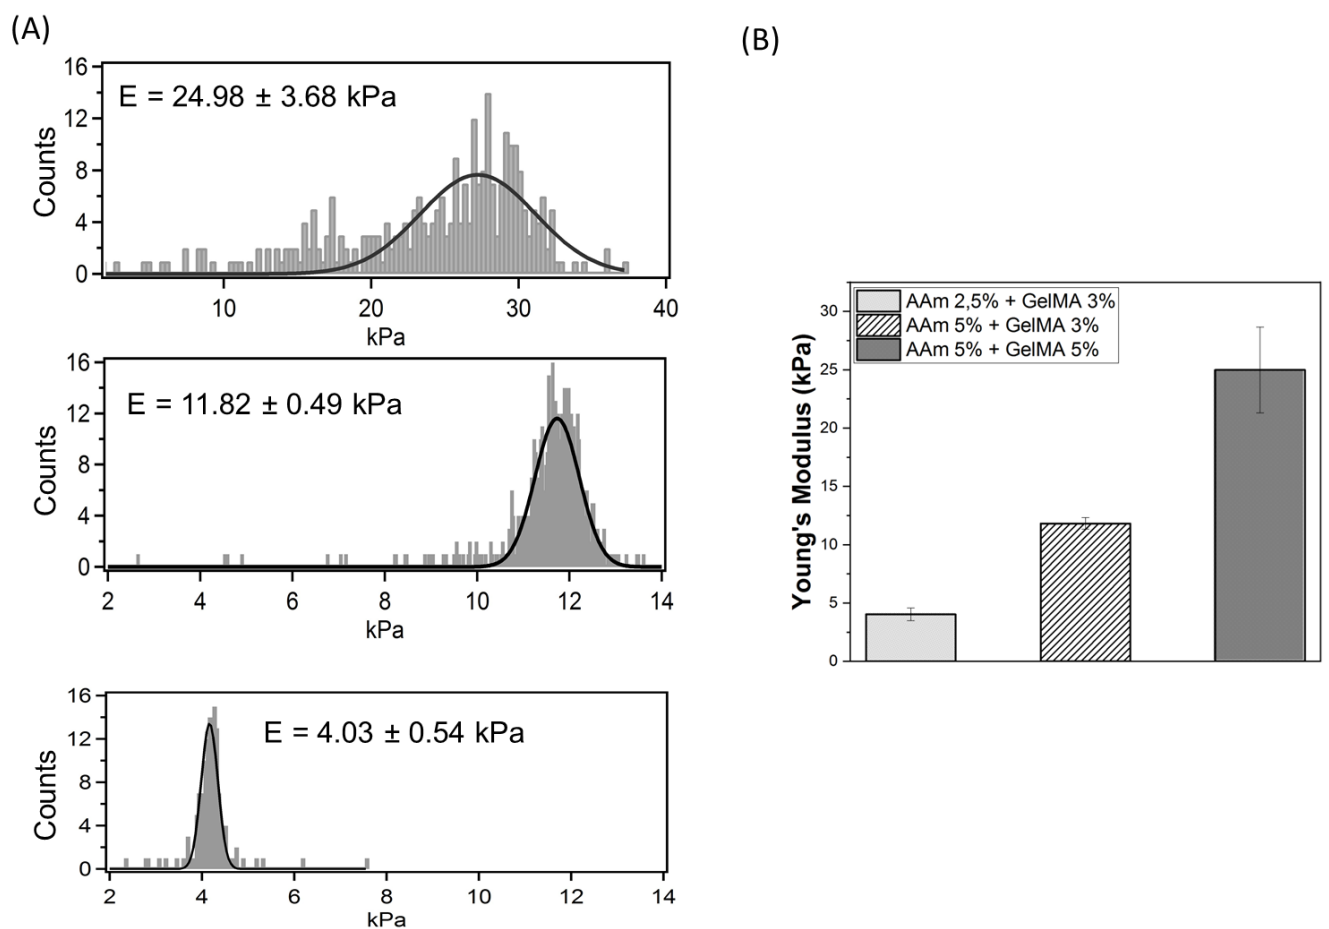 (A)
16
12
8
4
0
Counts
E = 24.98 ± 3.68 kPa
10
20
30
40
kPa
16
12
8
4
0
Counts
E = 11.82 ± 0.49 kPa
2
4
6
8
10
12
14
kPa
16
12
8
4
0
Counts
E = 4.03 ± 0.54 kPa
2
4
6
8
10
12
14
kPa
(B)
AAm 2,5% + GelMA 3%
AAm 5% + GelMA 3%
AAm 5% + GelMA 5%
30
25
20
15
10
5
0
Young's Modulus (kPa)